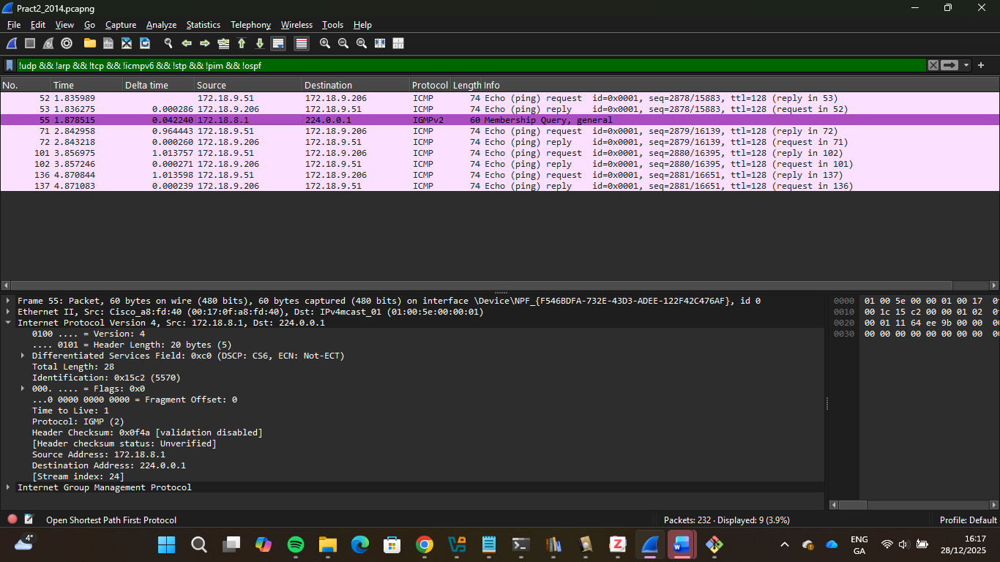 Pract2_2014.pcapng
File Edit View Go Capture Analyze Statistics Telephony Wireless Tools Help
!udp && !arp && !tcp && !icmpv6 && !stp && !pim && !ospf
No. Time Delta time Source Destination Protocol Length Info
52 1.835989 172.18.9.51 172.18.9.206 ICMP 74 Echo (ping) request id=0x0001, seq=2878/15883, ttl=128 (reply in 53)
53 1.836275 0.000286 172.18.9.206 172.18.9.51 ICMP 74 Echo (ping) reply id=0x0001, seq=2878/15883, ttl=128 (request in 52)
55 1.878515 0.042240 172.18.8.1 224.0.0.1 IGMPv2 60 Membership Query, general
71 2.842958 0.964443 172.18.9.51 172.18.9.206 ICMP 74 Echo (ping) request id=0x0001, seq=2879/16139, ttl=128 (reply in 72)
72 2.843218 0.000260 172.18.9.206 172.18.9.51 ICMP 74 Echo (ping) reply id=0x0001, seq=2879/16139, ttl=128 (request in 71)
101 3.856975 1.013757 172.18.9.51 172.18.9.206 ICMP 74 Echo (ping) request id=0x0001, seq=2880/16395, ttl=128 (reply in 102)
102 3.857246 0.000271 172.18.9.206 172.18.9.51 ICMP 74 Echo (ping) reply id=0x0001, seq=2880/16395, ttl=128 (request in 101)
136 4.870844 1.013598 172.18.9.51 172.18.9.206 ICMP 74 Echo (ping) request id=0x0001, seq=2881/16651, ttl=128 (reply in 137)
137 4.871083 0.000239 172.18.9.206 172.18.9.51 ICMP 74 Echo (ping) reply id=0x0001, seq=2881/16651, ttl=128 (request in 136)
Frame 55: Packet, 60 bytes on wire (480 bits), 60 bytes captured (480 bits) on interface \Device\NPF_{F546BDFA-732E-43D3-ADEE-122F42C476AF}, id 0
Ethernet II, Src: Cisco_a8:fd:40 (00:17:0f:a8:fd:40), Dst: IPv4mcast_01 (01:00:5e:00:00:01)
Internet Protocol Version 4, Src: 172.18.8.1, Dst: 224.0.0.1
0100 .... = Version: 4
.... 0101 = Header Length: 20 bytes (5)
Differentiated Services Field: 0xc0 (DSCP: CS6, ECN: Not-ECT)
Total Length: 28
Identification: 0x15c2 (5570)
000. .... = Flags: 0x0
...0 0000 0000 0000 = Fragment Offset: 0
Time to Live: 1
Protocol: IGMP (2)
Header Checksum: 0x0f4a [validation disabled]
[Header checksum status: Unverified]
Source Address: 172.18.8.1
Destination Address: 224.0.0.1
[Stream index: 24]
Internet Group Management Protocol
0000 01 00 5e 00 00 01 00 17
0010 00 1c 15 c2 00 00 01 02
0020 00 01 11 64 ee 9b 00 00
0030 00 00 00 00 00 00 00 00
Open Shortest Path First: Protocol
Packets: 232 · Displayed: 9 (3.9%)
Profile: Default
4°
ENG
GA
16:17
28/12/2025